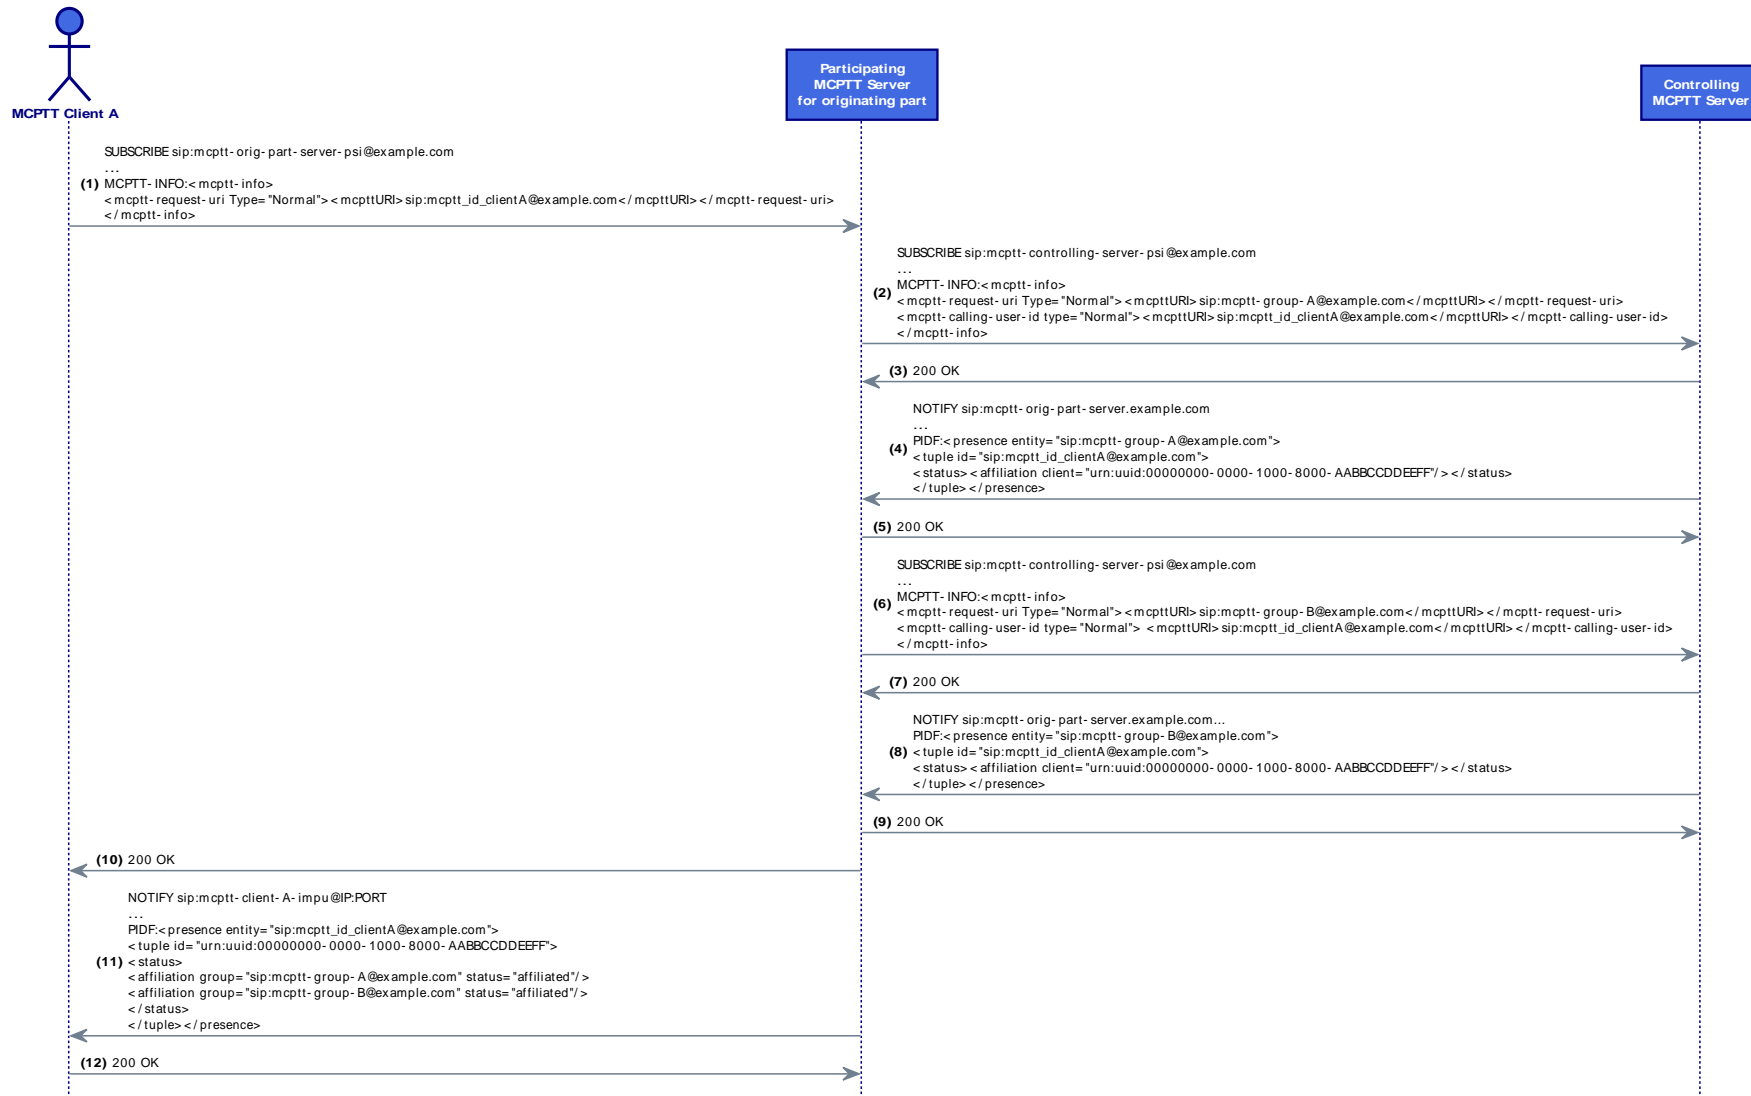 MCPTT Client A
Participating
MCPTT Server
for originating part
Controlling
MCPTT Server
SUBSCRIBE sip:mcptt-orig-part-server-psi@example.com
...
(1) MCPTT-INFO:<mcptt-info>
<mcptt-request-uri Type="Normal"><mcpttURI>sip:mcptt_id_clientA@example.com</mcpttURI></mcptt-request-uri>
</mcptt-info>
SUBSCRIBE sip:mcptt-controlling-server-psi@example.com
...
MCPTT-INFO:<mcptt-info>
(2)
<mcptt-request-uri Type="Normal"><mcpttURI>sip:mcptt-group-A@example.com</mcpttURI></mcptt-request-uri>
<mcptt-calling-user-id type="Normal"><mcpttURI>sip:mcptt_id_clientA@example.com</mcpttURI></mcptt-calling-user-id>
</mcptt-info>
(3) 200 OK
NOTIFY sip:mcptt-orig-part-server.example.com
...
PIDF:<presence entity="sip:mcptt-group-A@example.com">
(4)
<tuple id="sip:mcptt_id_clientA@example.com">
<status><affiliation client="urn:uuid:00000000-0000-1000-8000-AABBCCDDEEFF"/></status>
</tuple></presence>
(5) 200 OK
SUBSCRIBE sip:mcptt-controlling-server-psi@example.com
...
MCPTT-INFO:<mcptt-info>
(6)
<mcptt-request-uri Type="Normal"><mcpttURI>sip:mcptt-group-B@example.com</mcpttURI></mcptt-request-uri>
<mcptt-calling-user-id type="Normal"> <mcpttURI>sip:mcptt_id_clientA@example.com</mcpttURI></mcptt-calling-user-id>
</mcptt-info>
(7) 200 OK
NOTIFY sip:mcptt-orig-part-server.example.com...
PIDF:<presence entity="sip:mcptt-group-B@example.com">
(8) <tuple id="sip:mcptt_id_clientA@example.com">
<status><affiliation client="urn:uuid:00000000-0000-1000-8000-AABBCCDDEEFF"/></status>
</tuple></presence>
(9) 200 OK
(10) 200 OK
NOTIFY sip:mcptt-client-A-impu@IP:PORT
...
PIDF:<presence entity="sip:mcptt_id_clientA@example.com">
<tuple id="urn:uuid:00000000-0000-1000-8000-AABBCCDDEEFF">
(11) <status>
<affiliation group="sip:mcptt-group-A@example.com" status="affiliated"/>
<affiliation group="sip:mcptt-group-B@example.com" status="affiliated"/>
</status>
</tuple></presence>
(12) 200 OK